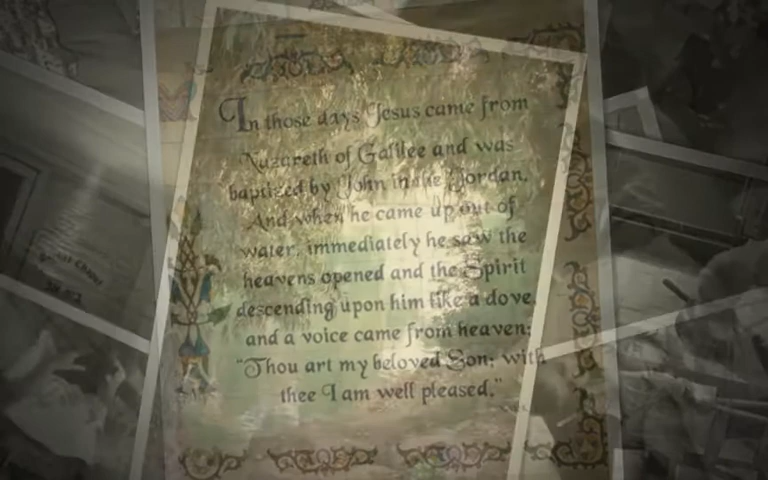 In those days Jesus came from
Nazareth of Galilee and was
baptized by John in the Jordan.
And when he came up out of
water, immediately he saw the
heavens opened and the Spirit
descending upon him like a dove,
and a voice came from heaven;
"Thou art my beloved Son; with
thee I am well pleased."